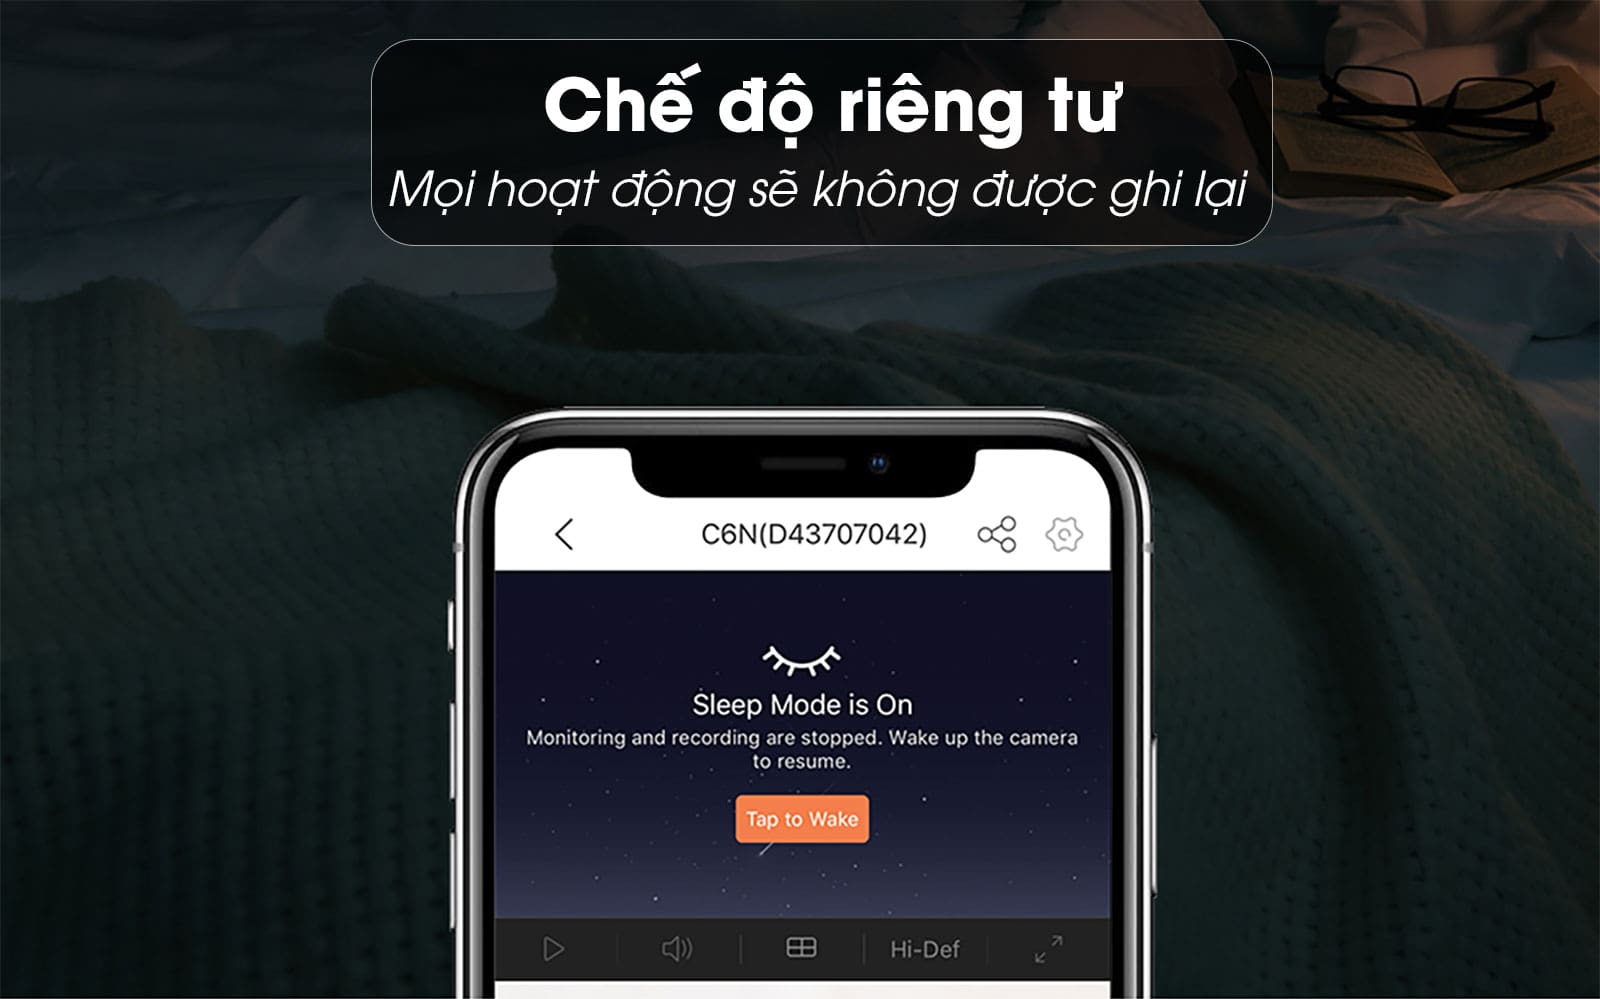 Chế độ riêng tư
Mọi hoạt động sẽ không được ghi lại
C6N(D43707042)
Sleep Mode is On
Monitoring and recording are stopped. Wake up the camera
to resume.
Tap to Wake
Hi-Def